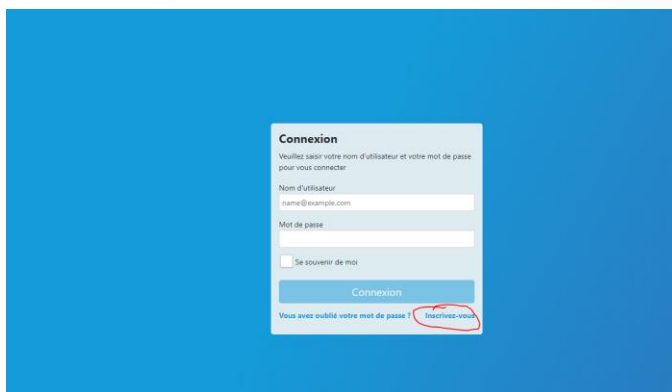 Connexion
Veuillez saisir votre nom d'utilisateur et votre mot de passe
pour vous connecter
Nom d'utilisateur
name@example.com
Mot de passe
Se souvenir de moi
Connexion
Vous avez oublié votre mot de passe ? Inscrivez-vous